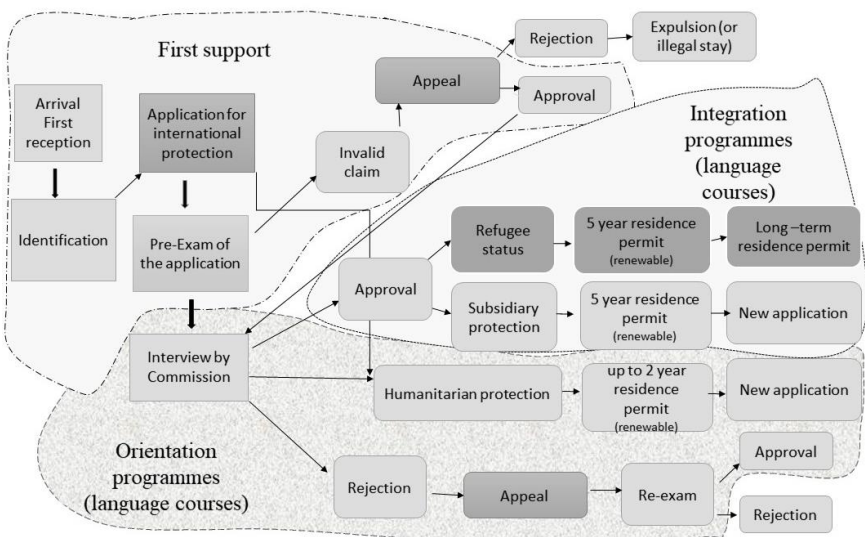 First support
Rejection
Expulsion (or
illegal stay)
Arrival
First
reception
Application for
international
protection
Appeal
Approval
Invalid
claim
Integration
programmes
(language
courses)
Identification
Pre-Exam of
the application
Refugee
status
5 year residence
permit
(renewable)
Long –term
residence permit
Approval
Subsidiary
protection
5 year residence
permit
(renewable)
New application
Interview by
Commission
Humanitarian protection
up to 2 year
residence
permit
(renewable)
New application
Orientation
programmes
(language courses)
Rejection
Appeal
Re-exam
Approval
Rejection